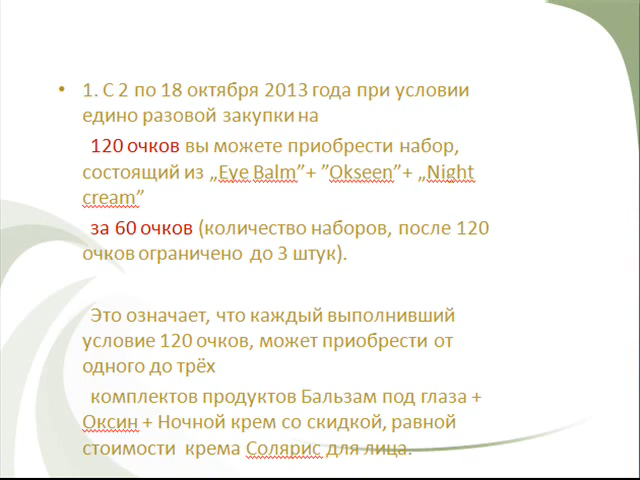 • 1. С 2 по 18 октября 2013 года при условии
едино разовой закупки на
120 очков вы можете приобрести набор,
состоящий из „Eye Balm”+ ”Okseen”+ „Night
cream”
за 60 очков (количество наборов, после 120
очков ограничено до 3 штук).
Это означает, что каждый выполнивший
условие 120 очков, может приобрести от
одного до трёх
комплектов продуктов Бальзам под глаза +
Оксин + Ночной крем со скидкой, равной
стоимости крема Солярис для лица.